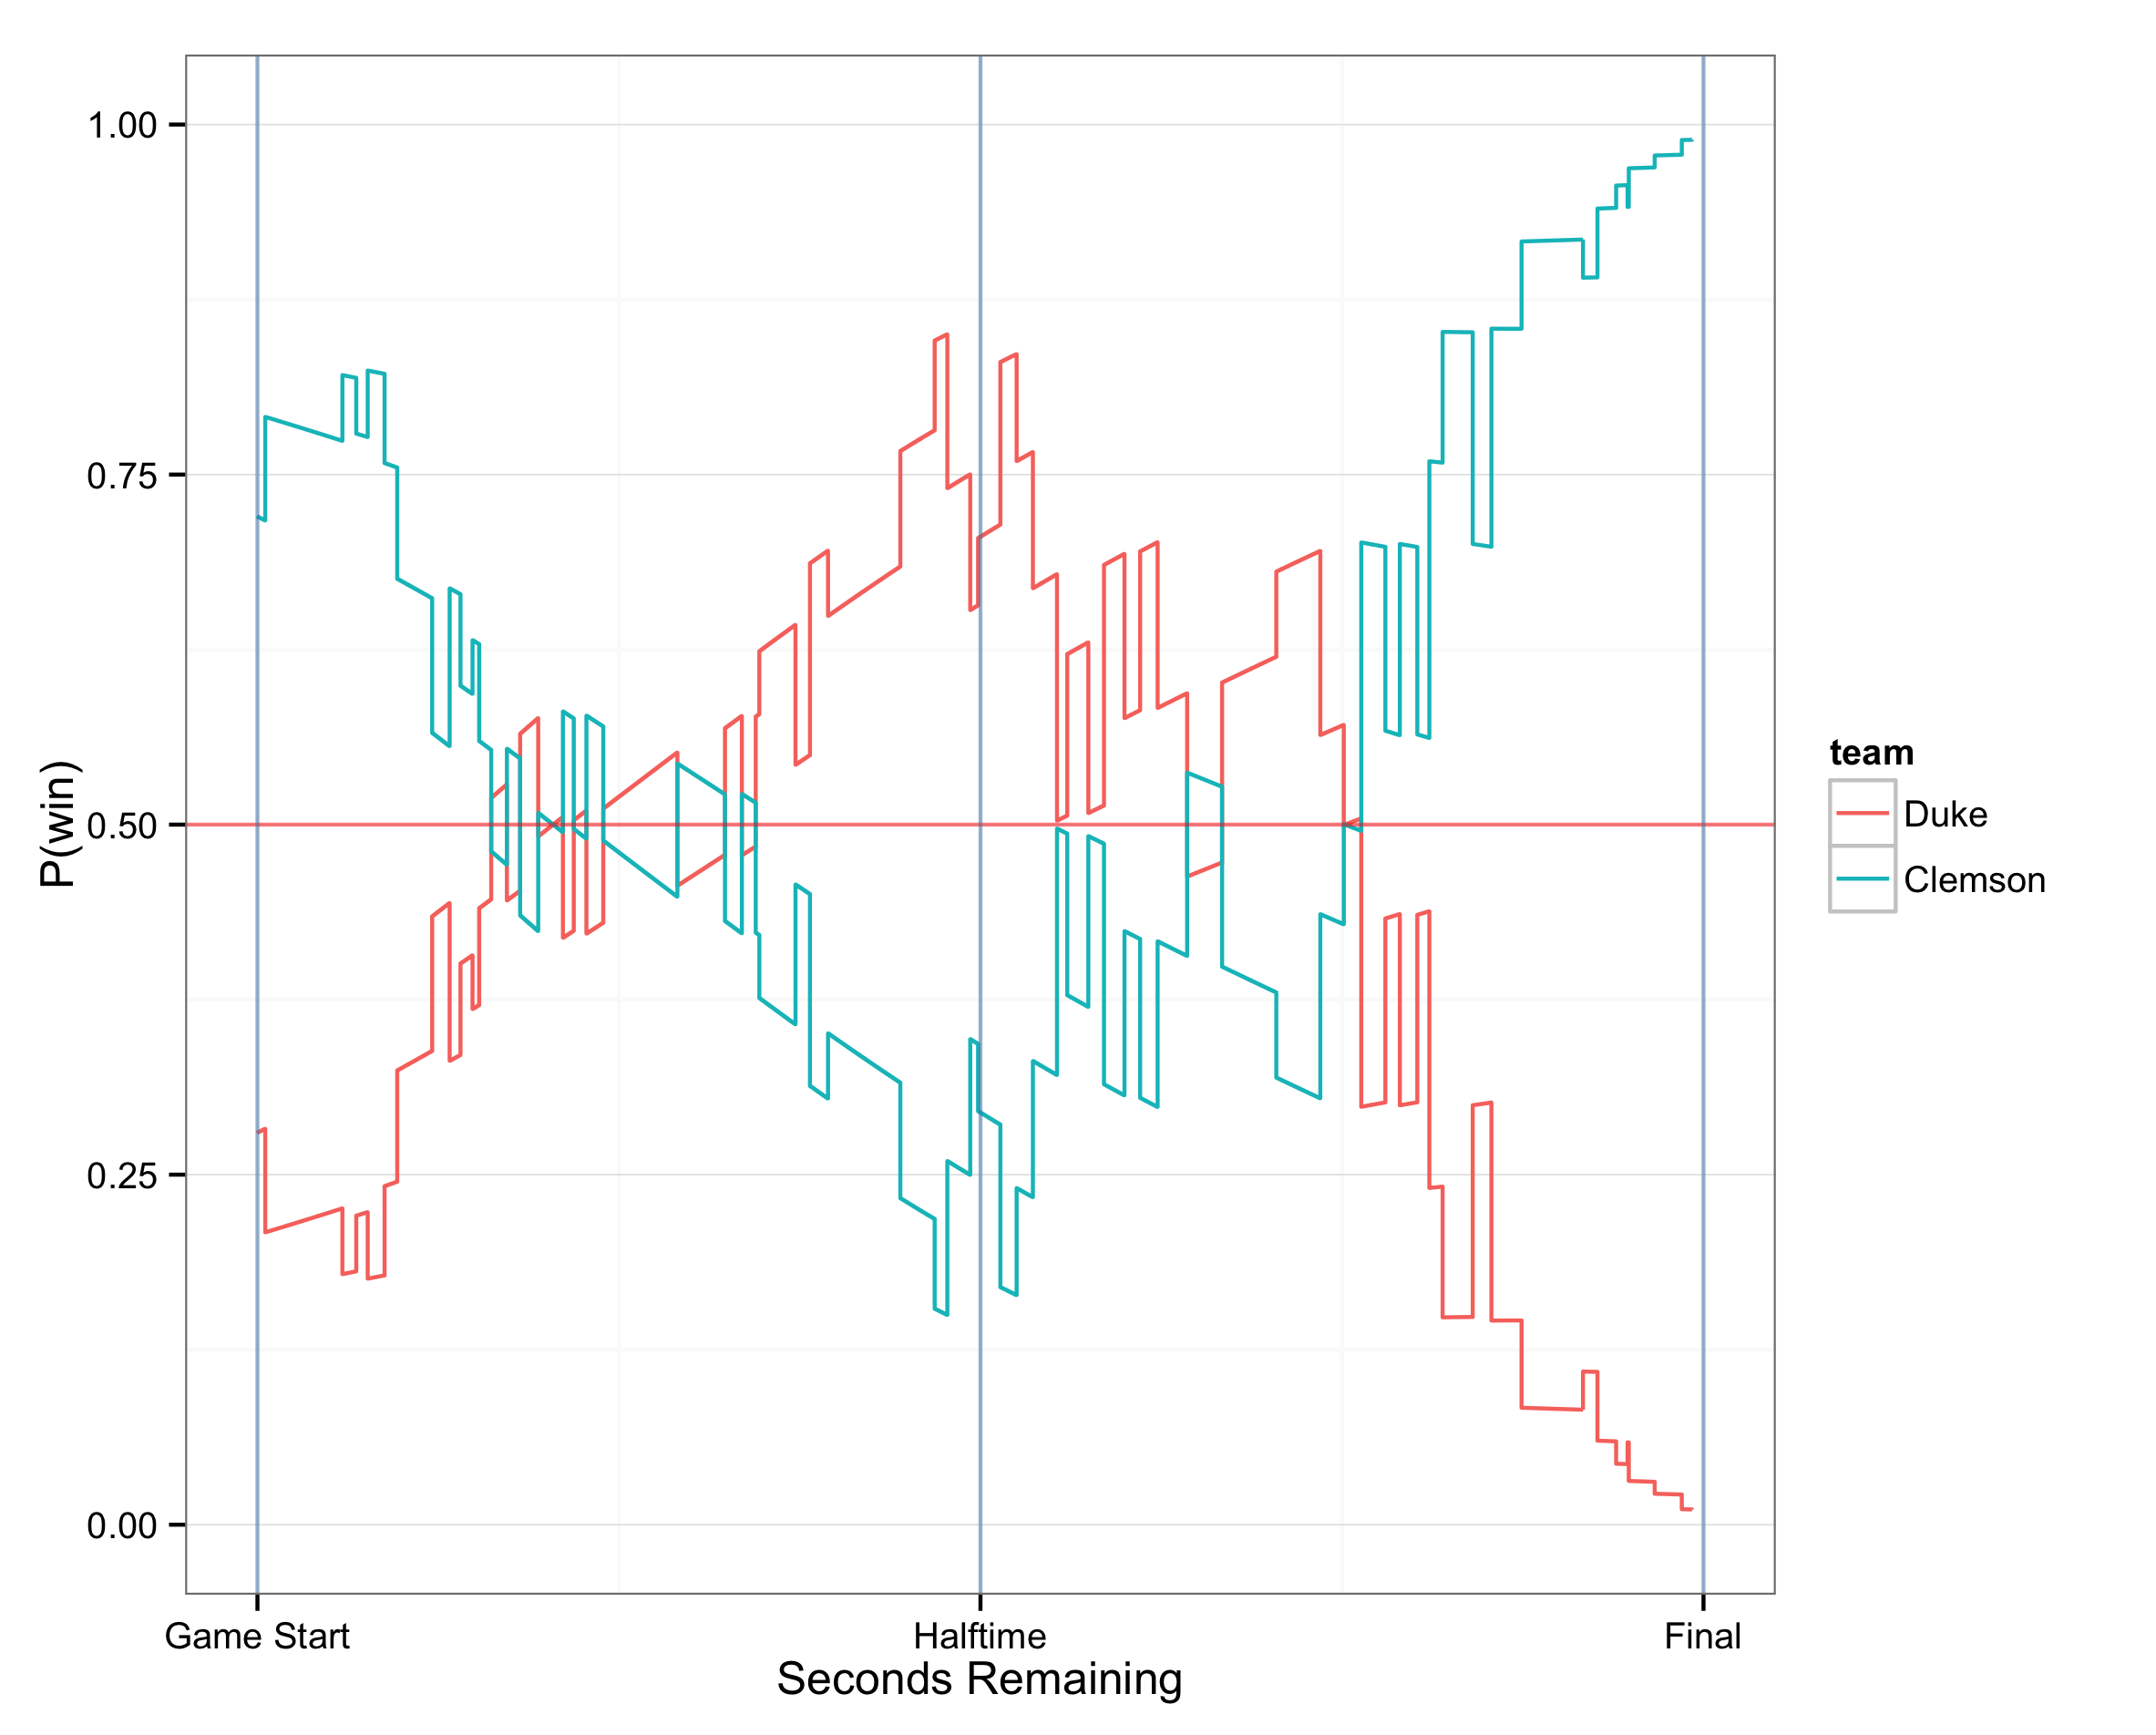 1.00
0.75
0.50
0.25
0.00
P(win)
Game Start
Halftime
Final
Seconds Remaining
team
Duke
Clemson